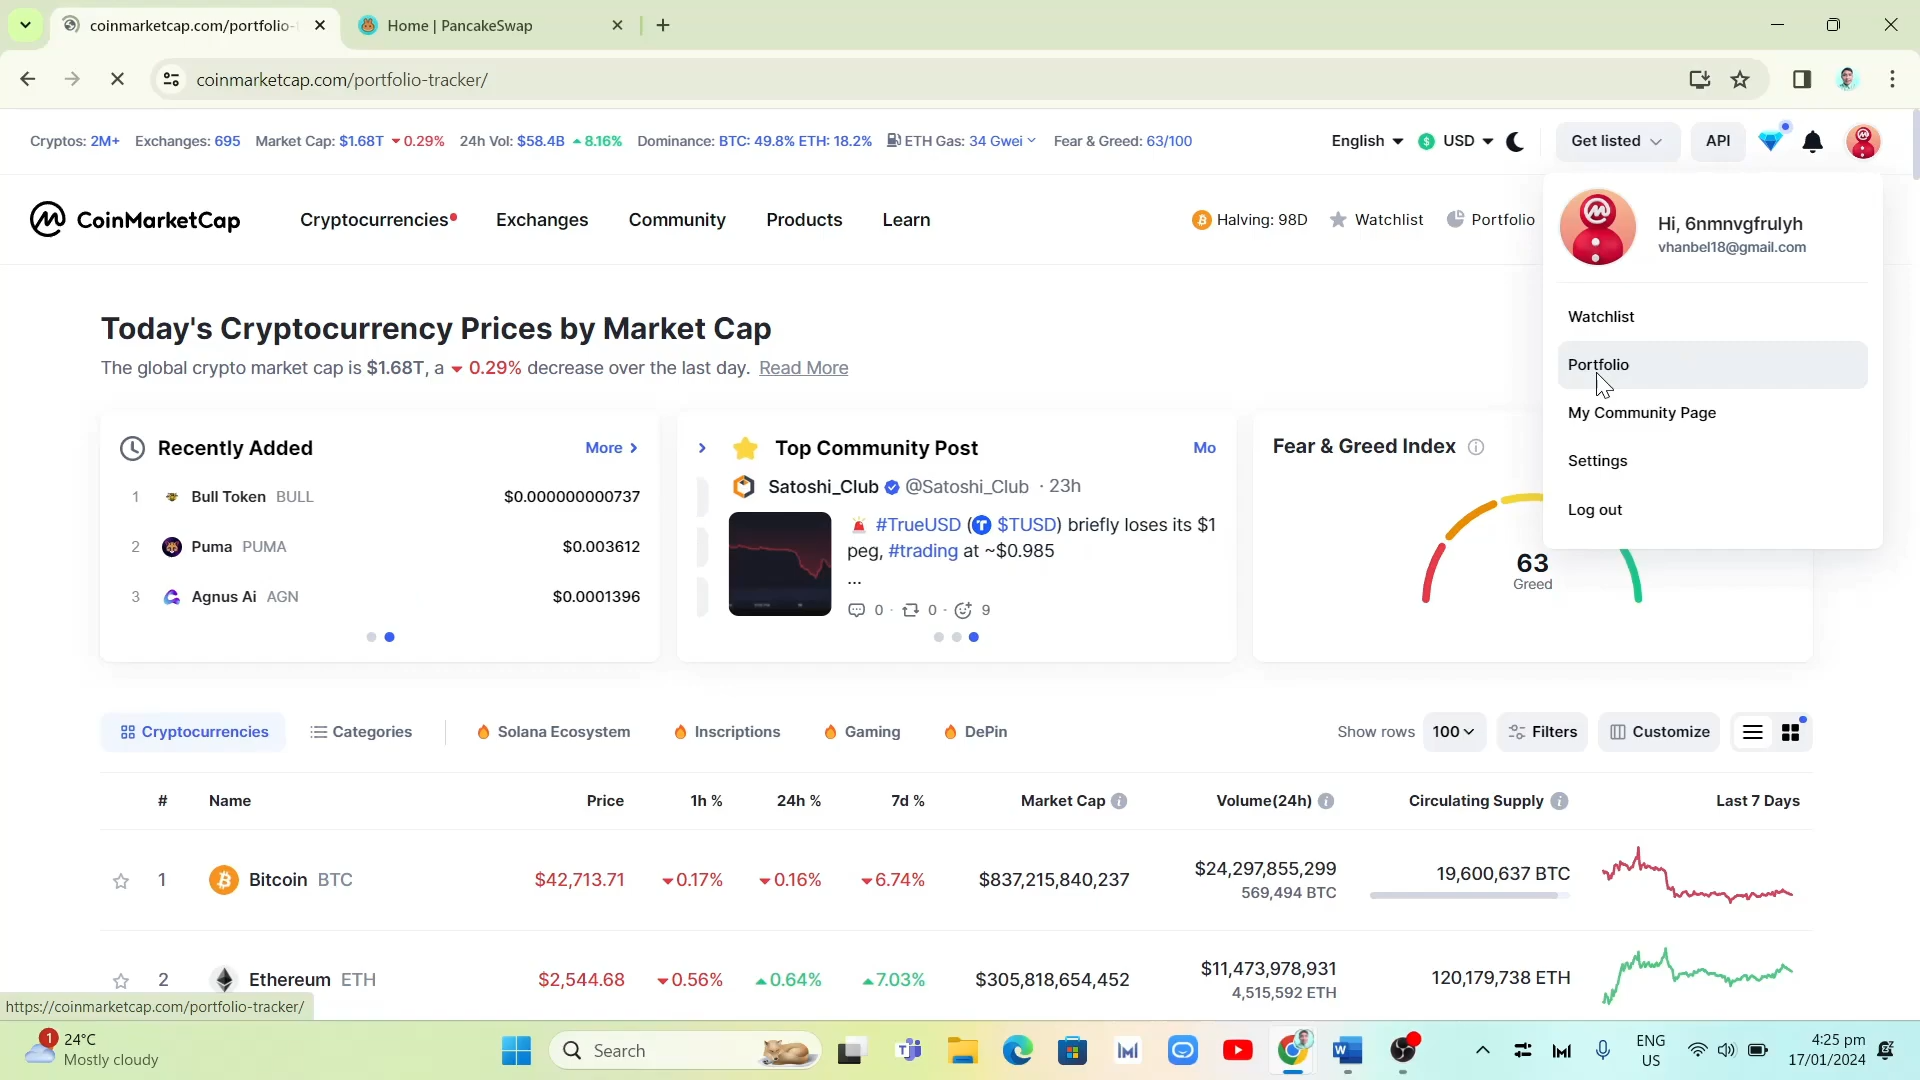 coinmarketcap.com/portfolio-
Home | PancakeSwap
coinmarketcap.com/portfolio-tracker/
Cryptos: 2M+ Exchanges: 695 Market Cap: $1.68T 0.29% 24h Vol: $58.4B 8.16% Dominance: BTC: 49.8% ETH: 18.2% ETH Gas: 34 Gwei Fear & Greed: 63/100
English USD Get listed API
CoinMarketCap
Cryptocurrencies Exchanges Community Products Learn
Halving: 98D Watchlist Portfolio
Hi, 6nmnvgfrulyh
vhanbel18@gmail.com
Watchlist
Portfolio
My Community Page
Settings
Log out
Today's Cryptocurrency Prices by Market Cap
The global crypto market cap is $1.68T, a 0.29% decrease over the last day. Read More
Recently Added More
1 Bull Token BULL $0.000000000737
2 Puma PUMA $0.003612
3 Agnus Ai AGN $0.0001396
Top Community Post Mo
Satoshi_Club @Satoshi_Club · 23h
#TrueUSD ( $TUSD) briefly loses its $1
peg, #trading at ~$0.985
...
0 · 0 · 9
Fear & Greed Index
63
Greed
Cryptocurrencies Categories Solana Ecosystem Inscriptions Gaming DePin
Show rows 100 Filters Customize
# Name Price 1h % 24h % 7d % Market Cap Volume(24h) Circulating Supply Last 7 Days
1 Bitcoin BTC $42,713.71 0.17% 0.16% 6.74% $837,215,840,237 $24,297,855,299 19,600,637 BTC
569,494 BTC
2 Ethereum ETH $2,544.68 0.56% 0.64% 7.03% $305,818,654,452 $11,473,978,931 120,179,738 ETH
4,515,592 ETH
https://coinmarketcap.com/portfolio-tracker/
1
24°C
Mostly cloudy
Search
ENG
US
4:25 pm
17/01/2024